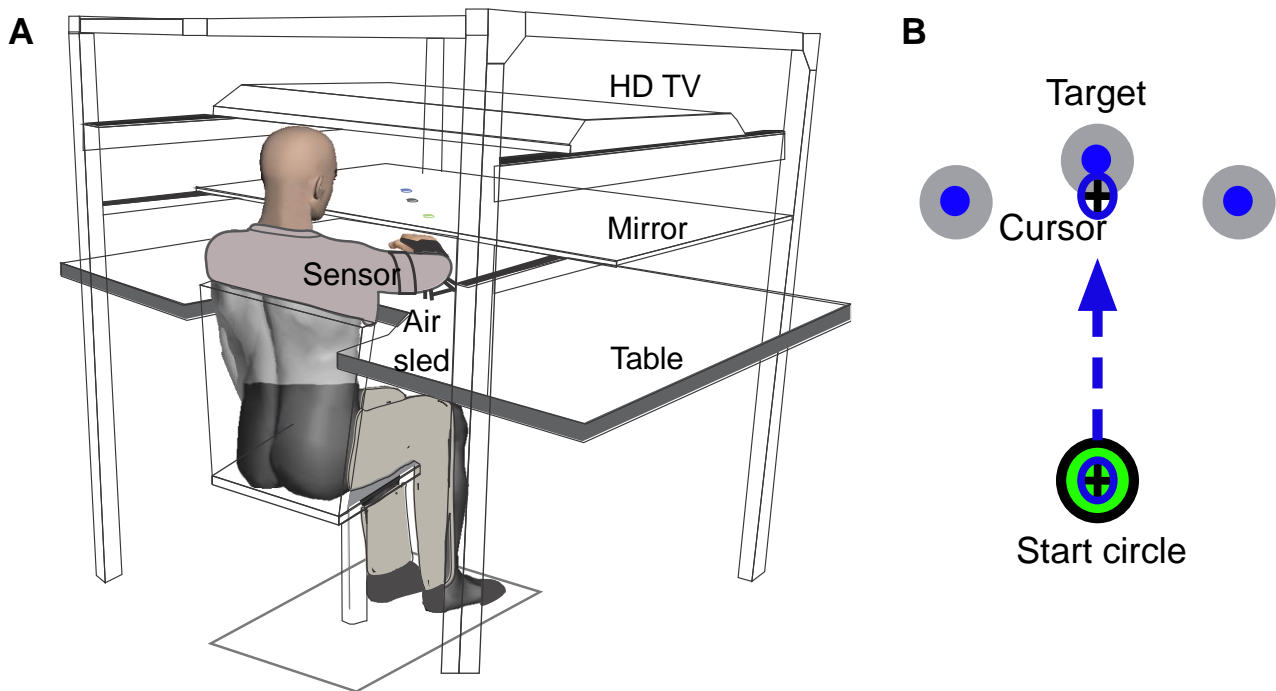 A
HD TV
Mirror
Sensor
Air
sled
Table
B
Target
Cursor
Start circle